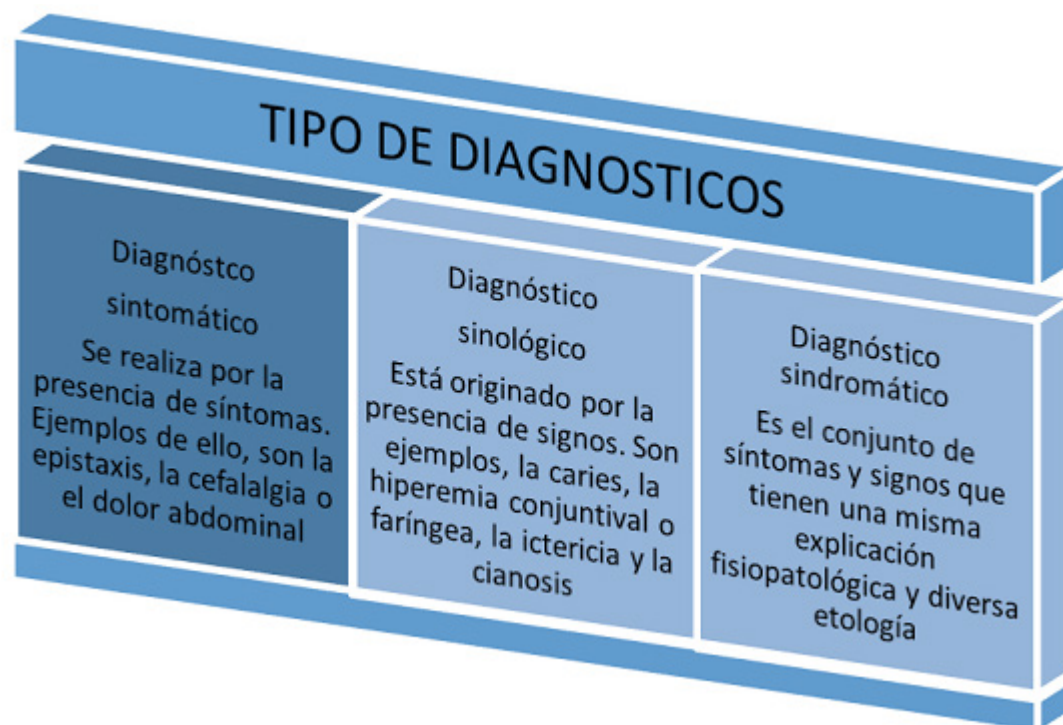 TIPO DE DIAGNOSTICOS
Diagnóstco
sintomático
Se realiza por la
presencia de síntomas.
Ejemplos de ello, son la
epistaxis, la cefalalgia o
el dolor abdominal
Diagnóstico
sinológico
Está originado por la
presencia de signos. Son
ejemplos, la caries, la
hiperemia conjuntival o
faríngea, la ictericia y la
cianosis
Diagnóstico
sindromático
Es el conjunto de
síntomas y signos que
tienen una misma
explicación
fisiopatológica y diversa
etología